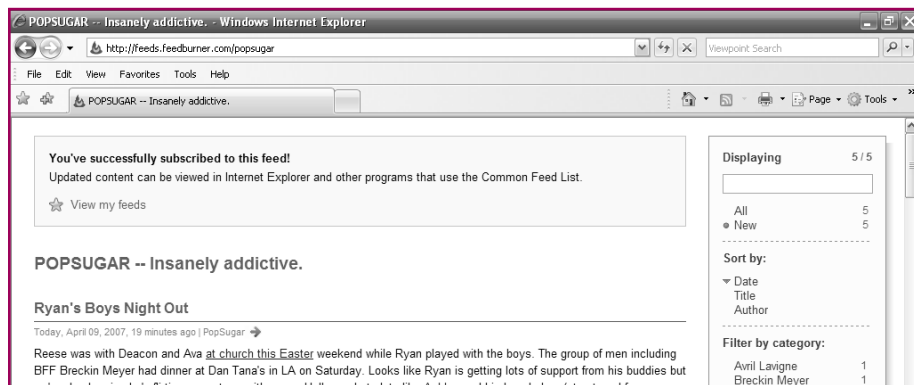 POPSUGAR -- Insanely addictive. - Windows Internet Explorer
http://feeds.feedburner.com/popsugar
Viewpoint Search
File Edit View Favorites Tools Help
POPSUGAR -- Insanely addictive.
Page Tools
You've successfully subscribed to this feed!
Updated content can be viewed in Internet Explorer and other programs that use the Common Feed List.
View my feeds
POPSUGAR -- Insanely addictive.
Ryan's Boys Night Out
Today, April 09, 2007, 19 minutes ago | PopSugar
Reese was with Deacon and Ava at church this Easter weekend while Ryan played with the boys. The group of men including
BFF Breckin Meyer had dinner at Dan Tana's in LA on Saturday. Looks like Ryan is getting lots of support from his buddies but
Displaying 5 / 5
All 5
New 5
Sort by:
Date
Title
Author
Filter by category:
Avril Lavigne 1
Breckin Meyer 1